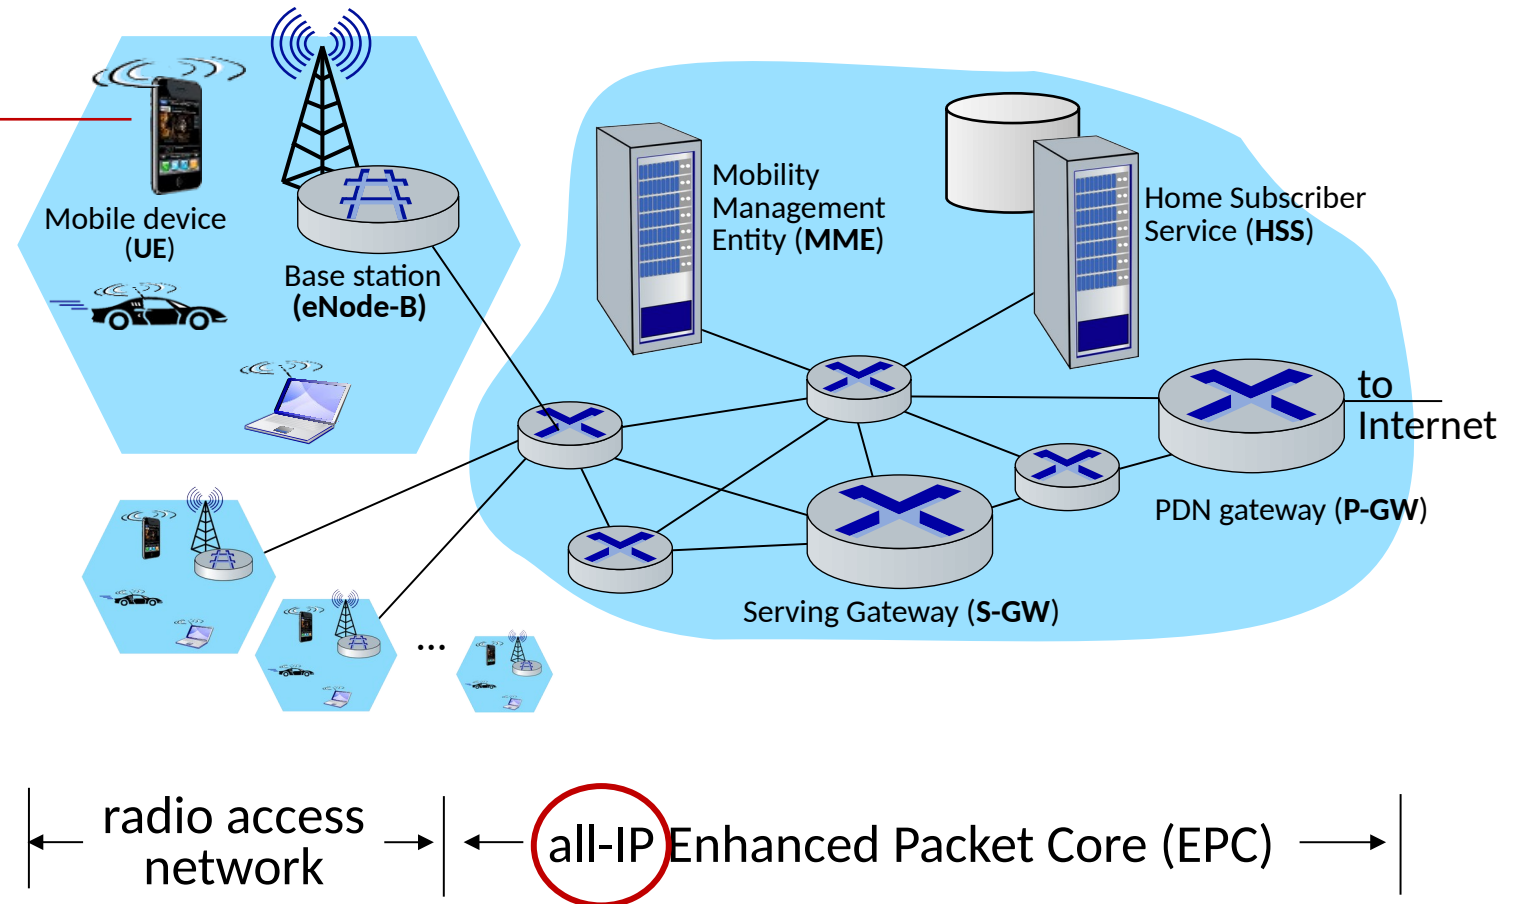 Mobile device
(UE)
Base station
(eNode-B)
Mobility
Management
Entity (MME)
Home Subscriber
Service (HSS)
to
Internet
PDN gateway (P-GW)
Serving Gateway (S-GW)
...
radio access
network
all-IP Enhanced Packet Core (EPC)